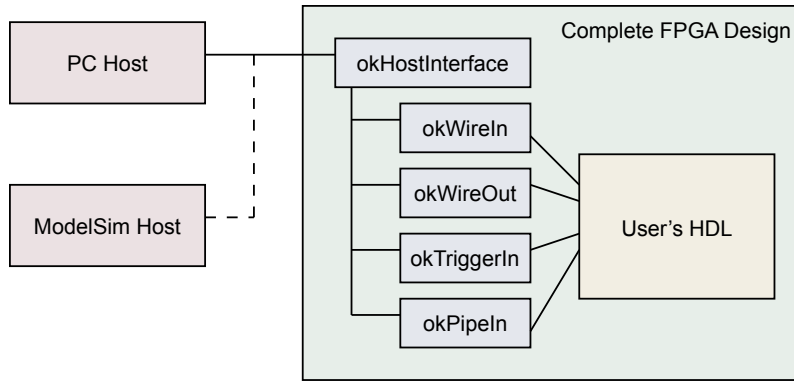 Complete FPGA Design
PC Host
okHostInterface
okWireIn
okWireOut
ModelSim Host
User’s HDL
okTriggerIn
okPipeIn